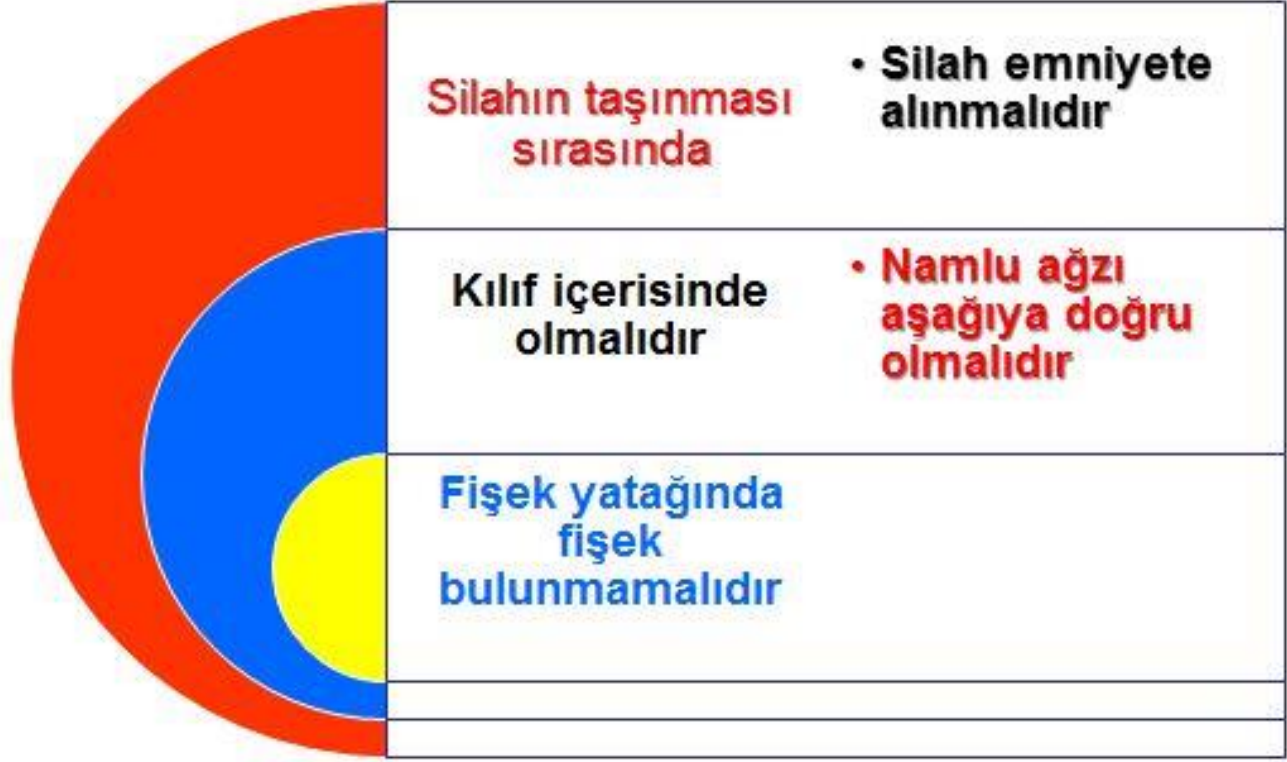 Silahın taşınması
sırasında
• Silah emniyete
alınmalıdır
Kılıf içerisinde
olmalıdır
• Namlu ağzı
aşağıya doğru
olmalıdır
Fişek yatağında
fişek
bulunmamalıdır